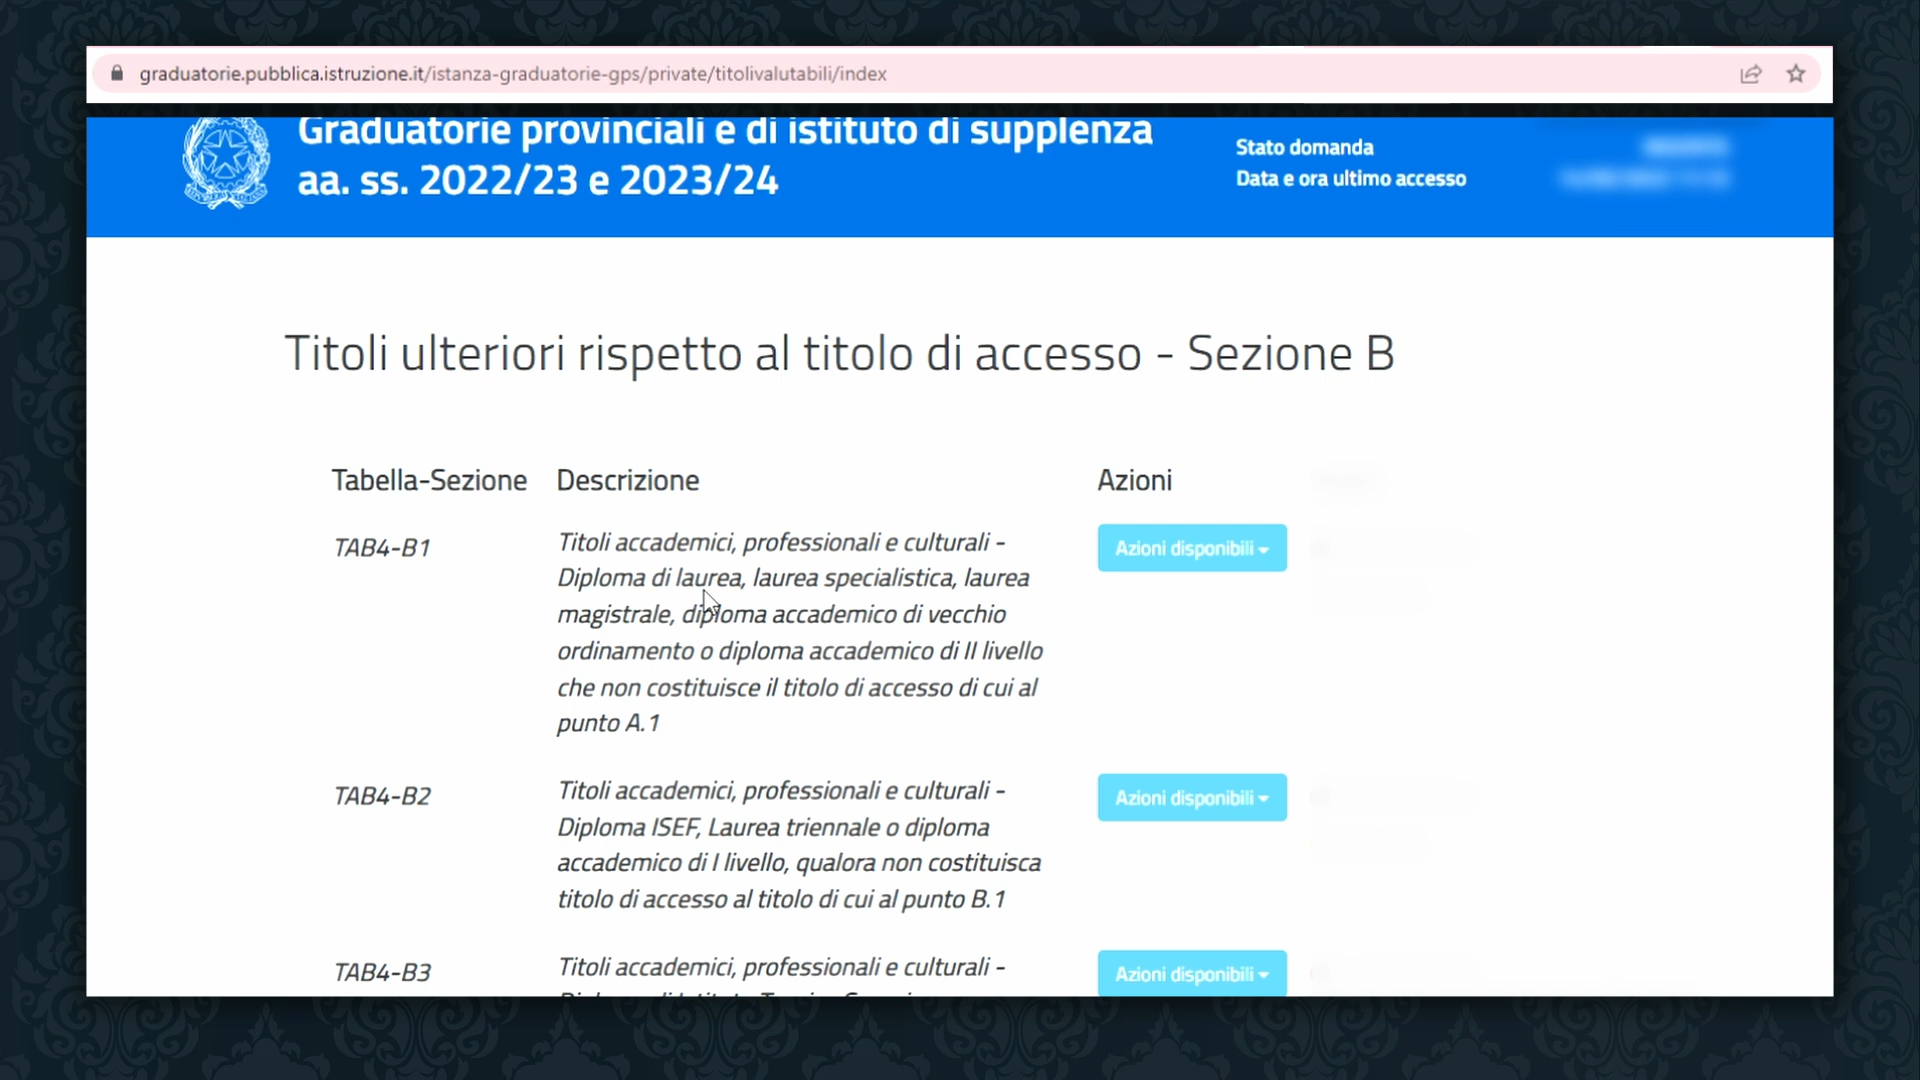 graduatorie.pubblica.istruzione.it/istanza-graduatorie-gps/private/titolivalutabili/index
Graduatorie provinciali e di istituto di supplenza
aa. ss. 2022/23 e 2023/24
Stato domanda
Data e ora ultimo accesso
Titoli ulteriori rispetto al titolo di accesso - Sezione B
Tabella-Sezione Descrizione Azioni
TAB4-B1
Titoli accademici, professionali e culturali -
Diploma di laurea, laurea specialistica, laurea
magistrale, diploma accademico di vecchio
ordinamento o diploma accademico di II livello
che non costituisce il titolo di accesso di cui al
punto A.1
Azioni disponibili
TAB4-B2
Titoli accademici, professionali e culturali -
Diploma ISEF, Laurea triennale o diploma
accademico di I livello, qualora non costituisca
titolo di accesso al titolo di cui al punto B.1
Azioni disponibili
TAB4-B3
Titoli accademici, professionali e culturali -
Azioni disponibili